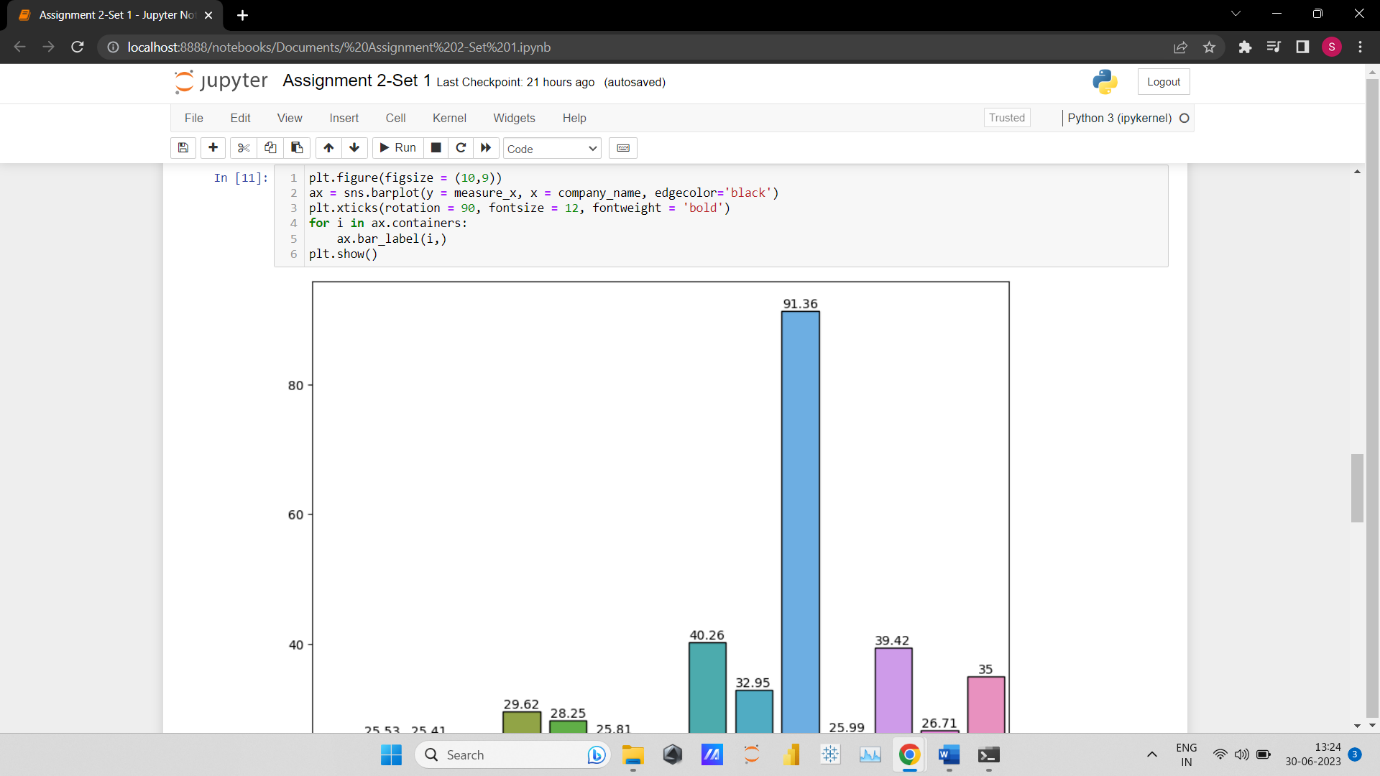 Assignment 2-Set 1 - Jupyter No
localhost:8888/notebooks/Documents/%20Assignment%202-Set%201.ipynb
S
jupyter Assignment 2-Set 1 Last Checkpoint: 21 hours ago (autosaved)
Logout
File Edit View Insert Cell Kernel Widgets Help
Trusted
Python 3 (ipykernel)
Run
Code
In [11]:
1 plt.figure(figsize = (10,9))
2 ax = sns.barplot(y = measure_x, x = company_name, edgecolor='black')
3 plt.xticks(rotation = 90, fontsize = 12, fontweight = 'bold')
4 for i in ax.containers:
5     ax.bar_label(i,)
6 plt.show()
91.36
80
60
40.26
39.42
40
35
32.95
29.62
28.25
26.71
25.99
25.53 25.41
25.81
Search
ENG
IN
13:24
30-06-2023
3